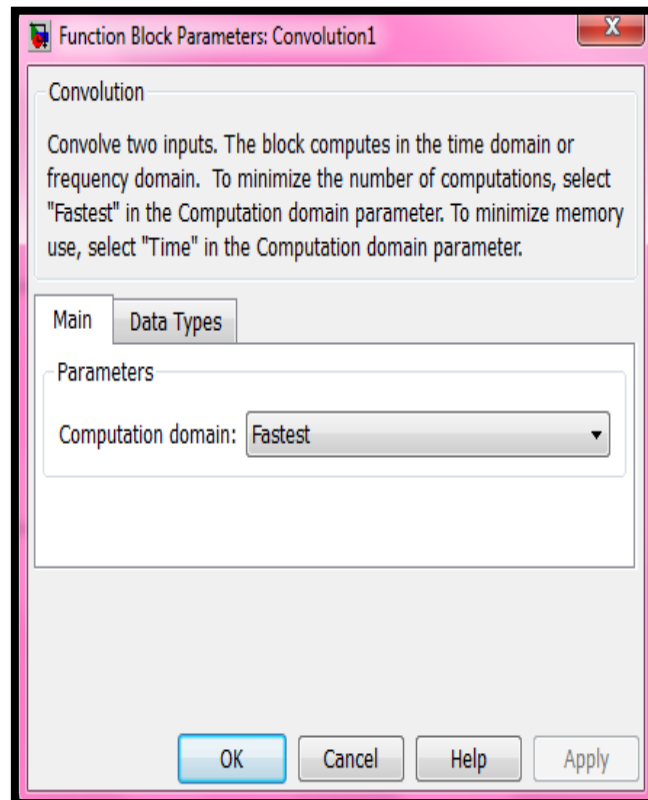 Function Block Parameters: Convolution1
X
Convolution
Convolve two inputs. The block computes in the time domain or
frequency domain.  To minimize the number of computations, select
"Fastest" in the Computation domain parameter. To minimize memory
use, select "Time" in the Computation domain parameter.
Main Data Types
Parameters
Computation domain: Fastest
OK Cancel Help Apply